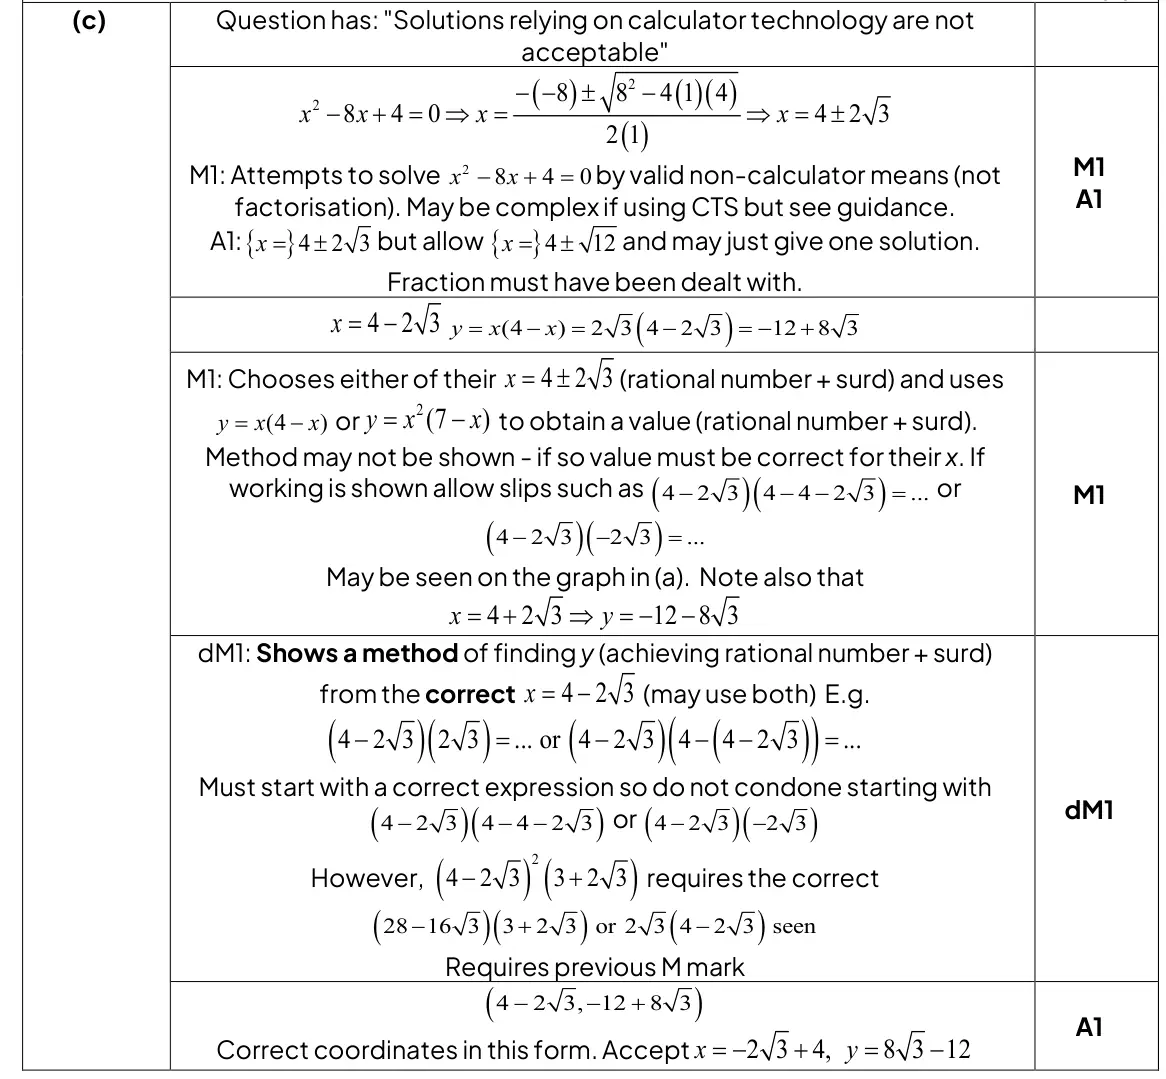 (c)
Question has: "Solutions relying on calculator technology are not
acceptable"
x² − 8x + 4 = 0 ⇒ x = (−(−8) ± √(8² − 4(1)(4))) / 2(1) ⇒ x = 4 ± 2√3
M1: Attempts to solve x² − 8x + 4 = 0 by valid non-calculator means (not
factorisation). May be complex if using CTS but see guidance.
A1: {x =} 4 ± 2√3 but allow {x =} 4 ± √12 and may just give one solution.
Fraction must have been dealt with.
M1
A1
x = 4 − 2√3 y = x(4 − x) = 2√3(4 − 2√3) = −12 + 8√3
M1: Chooses either of their x = 4 ± 2√3 (rational number + surd) and uses
y = x(4 − x) or y = x²(7 − x) to obtain a value (rational number + surd).
Method may not be shown - if so value must be correct for their x. If
working is shown allow slips such as (4 − 2√3)(4 − 4 − 2√3) = ... or
(4 − 2√3)(−2√3) = ...
May be seen on the graph in (a). Note also that
x = 4 + 2√3 ⇒ y = −12 − 8√3
M1
dM1: Shows a method of finding y (achieving rational number + surd)
from the correct x = 4 − 2√3 (may use both) E.g.
(4 − 2√3)(2√3) = ... or (4 − 2√3)(4 − (4 − 2√3)) = ...
Must start with a correct expression so do not condone starting with
(4 − 2√3)(4 − 4 − 2√3) or (4 − 2√3)(−2√3)
However, (4 − 2√3)²(3 + 2√3) requires the correct
(28 − 16√3)(3 + 2√3) or 2√3(4 − 2√3) seen
Requires previous M mark
dM1
(4 − 2√3, −12 + 8√3)
Correct coordinates in this form. Accept x = −2√3 + 4, y = 8√3 − 12
A1